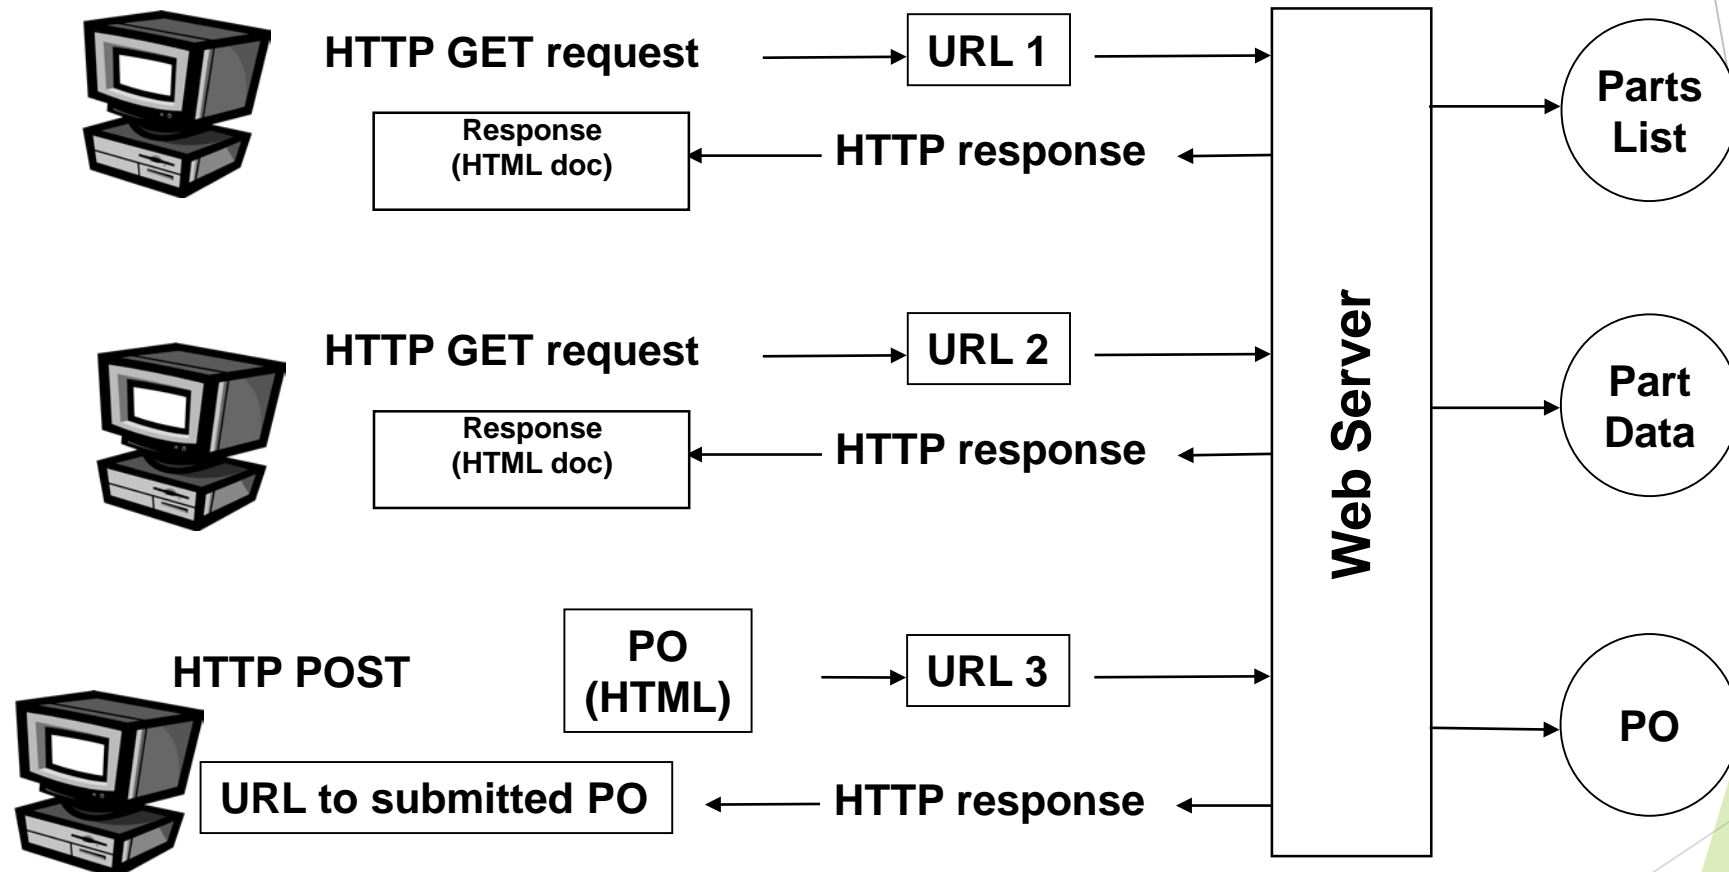 HTTP GET request
URL 1
Response
(HTML doc)
HTTP response
Parts
List
HTTP GET request
URL 2
Response
(HTML doc)
HTTP response
Web Server
Part
Data
HTTP POST
PO
(HTML)
URL 3
PO
URL to submitted PO
HTTP response